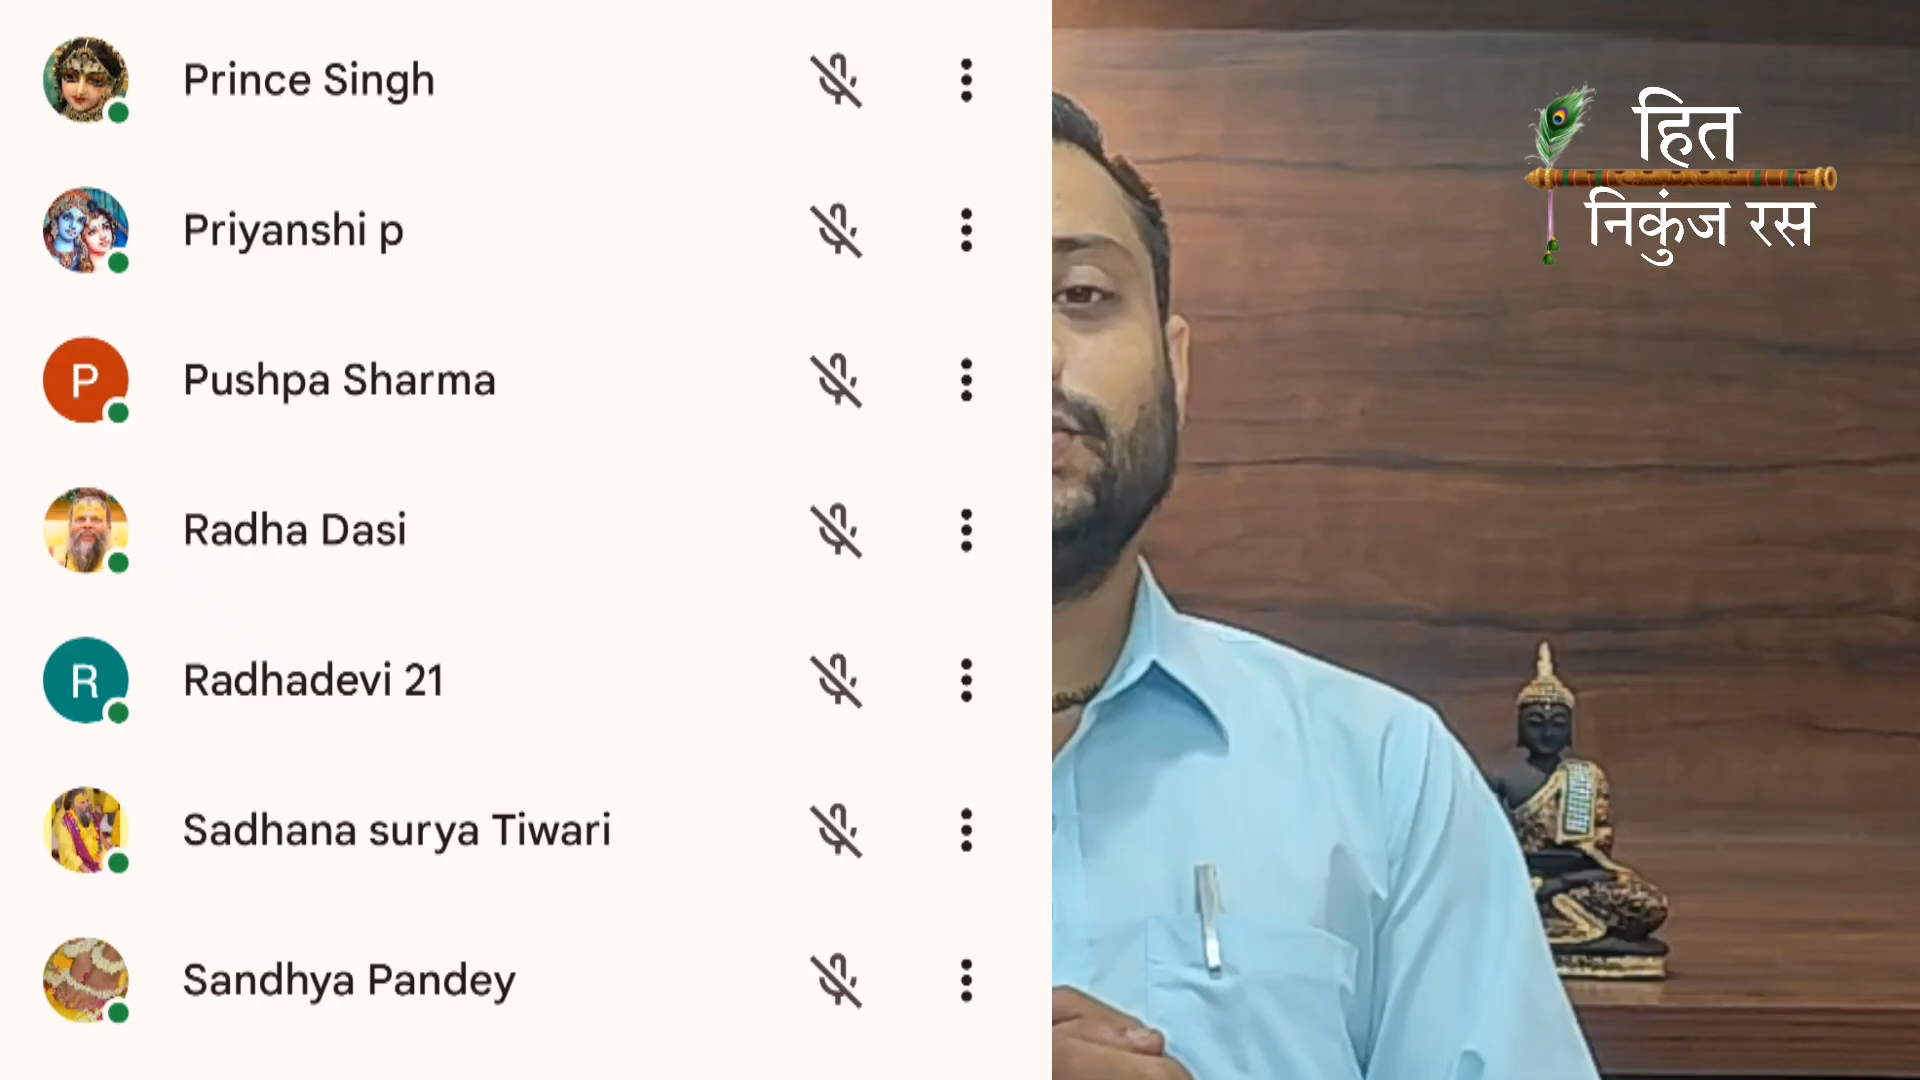 Prince Singh
Priyanshi p
P
Pushpa Sharma
Radha Dasi
R
Radhadevi 21
Sadhana surya Tiwari
Sandhya Pandey
हित
निकुंज रस